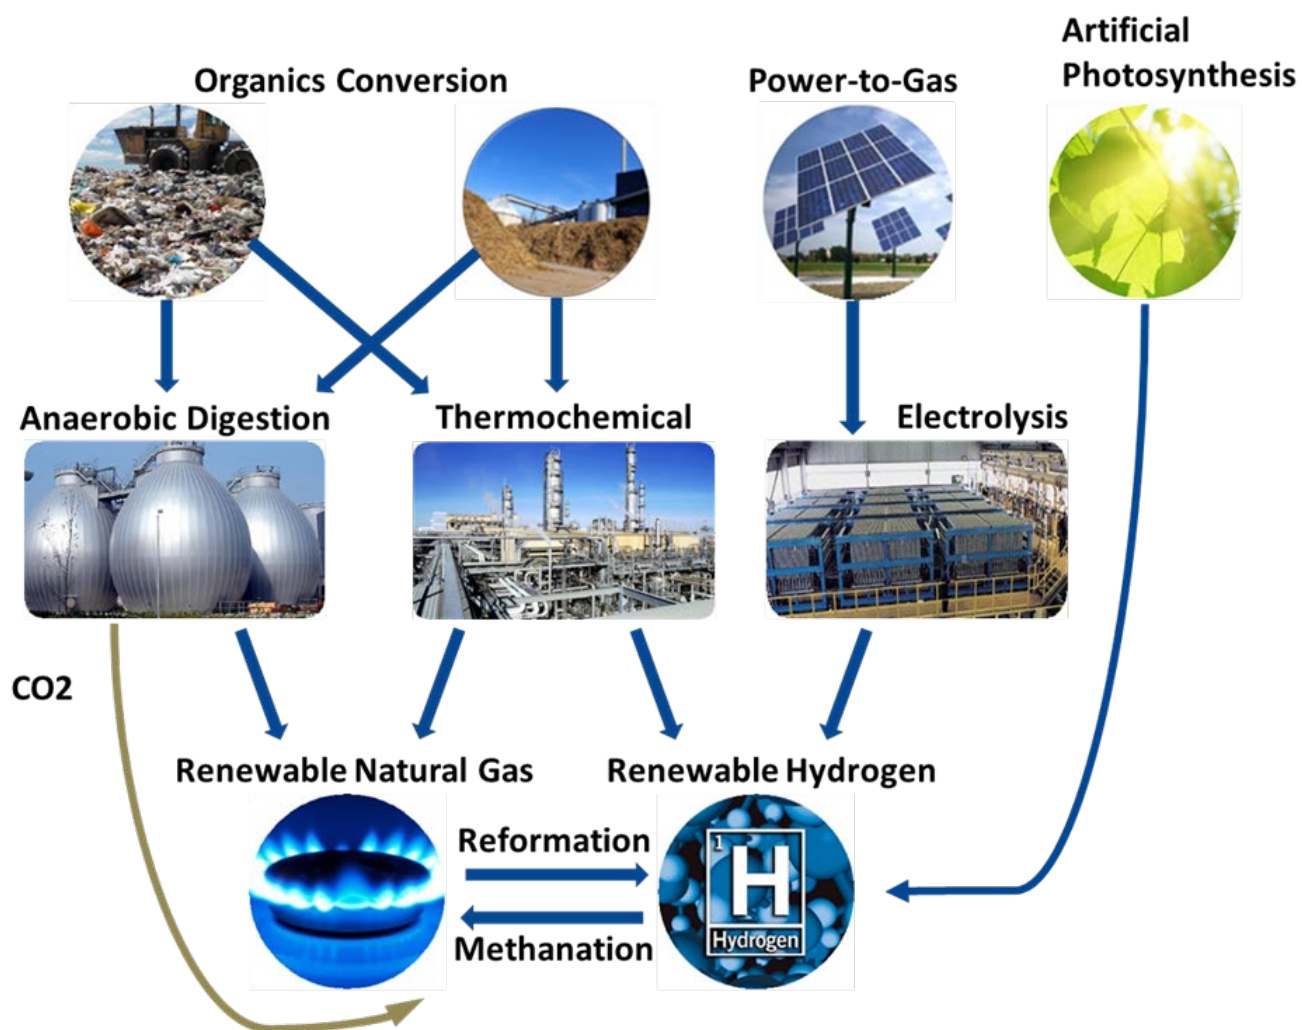 Organics Conversion
Power-to-Gas
Artificial
Photosynthesis
Anaerobic Digestion
Thermochemical
Electrolysis
CO2
Renewable Natural Gas
Renewable Hydrogen
Reformation
1
H
Hydrogen
Methanation